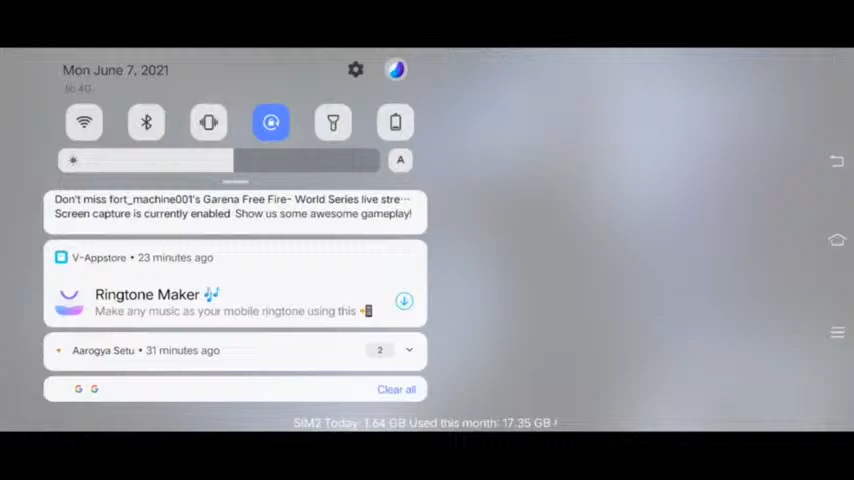 Mon June 7, 2021
Jio 4G
A
Don't miss fort_machine001's Garena Free Fire- World Series live stre···
Screen capture is currently enabled Show us some awesome gameplay!
V-Appstore • 23 minutes ago
Ringtone Maker 🎶
Make any music as your mobile ringtone using this 📲
Aarogya Setu • 31 minutes ago 2
G G Clear all
SIM2 Today: 1.64 GB Used this month: 17.35 GB ›